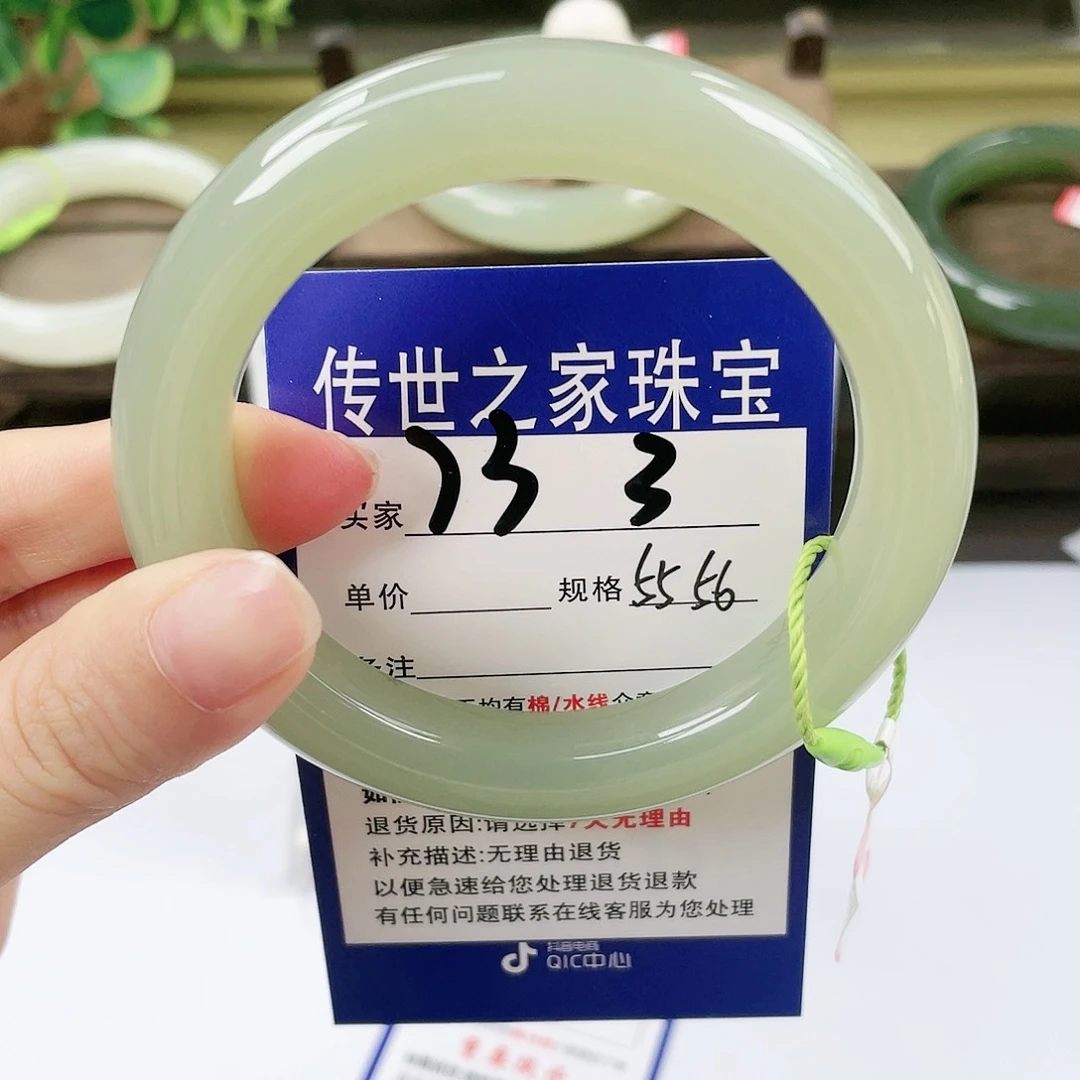 传世之家珠宝
买家 73 3
单价 规格 55 56
备注
均有棉/水线
退货原因:请选择7天无理由
补充描述:无理由退货
以便急速给您处理退货退款
有任何问题联系在线客服为您处理
抖音电商
QIC中心